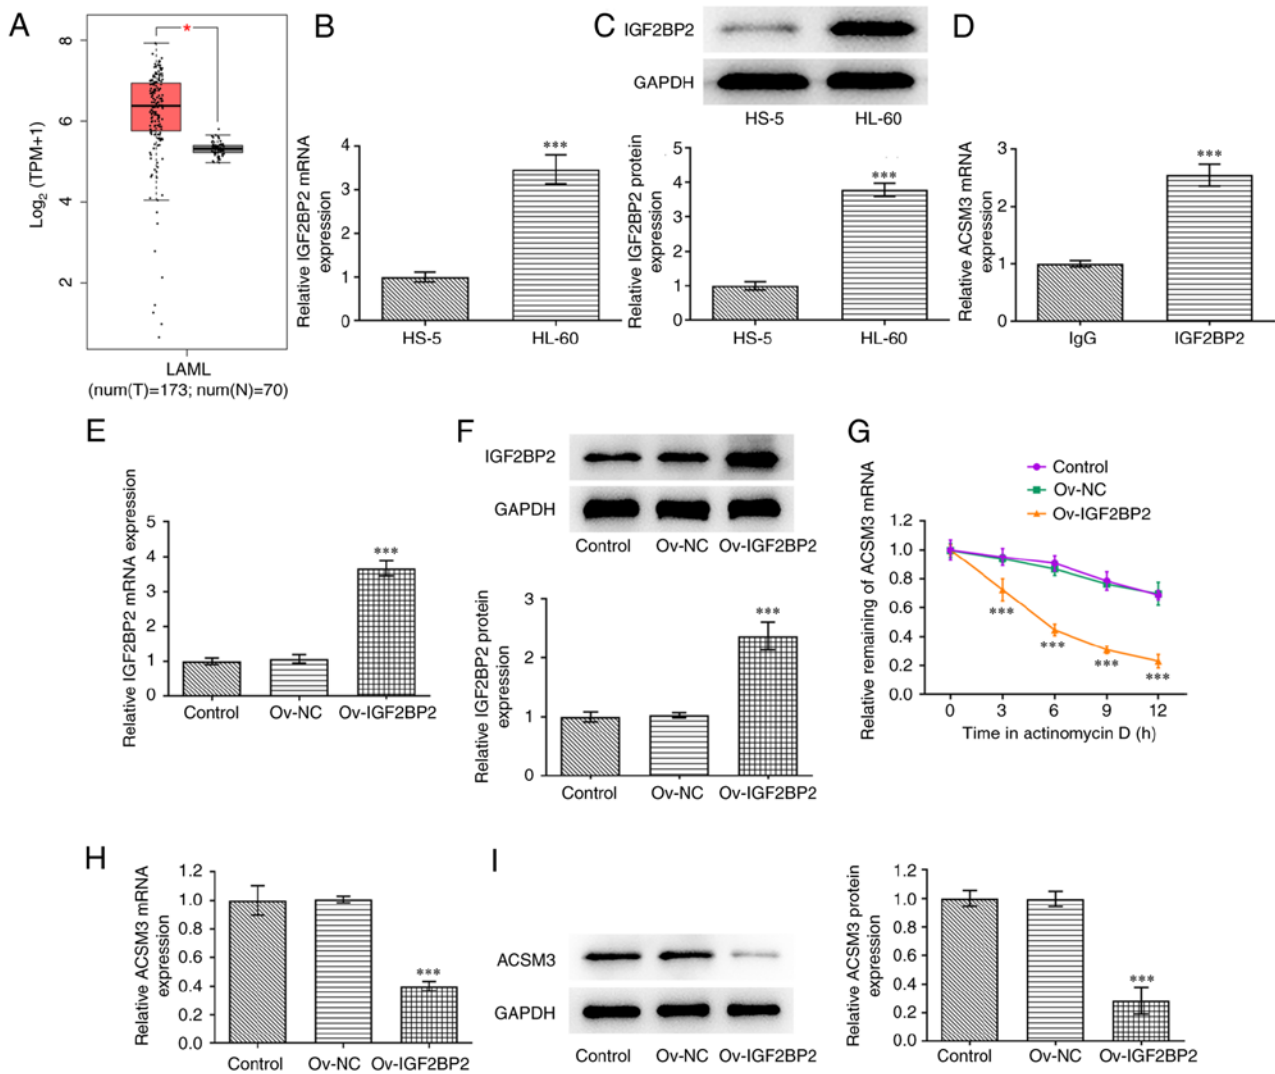 A
Log2 (TPM+1)
8
6
4
2
*
LAML
(num(T)=173; num(N)=70)
B
Relative IGF2BP2 mRNA
expression
4
3
2
1
0
***
HS-5 HL-60
C
IGF2BP2
GAPDH
HS-5 HL-60
Relative IGF2BP2 protein
expression
5
4
3
2
1
0
***
HS-5 HL-60
D
Relative ACSM3 mRNA
expression
3
2
1
0
***
IgG IGF2BP2
E
Relative IGF2BP2 mRNA expression
5
4
3
2
1
0
***
Control Ov-NC Ov-IGF2BP2
F
IGF2BP2
GAPDH
Control Ov-NC Ov-IGF2BP2
Relative IGF2BP2 protein
expression
3
2
1
0
***
Control Ov-NC Ov-IGF2BP2
G
Control
Ov-NC
Ov-IGF2BP2
Relative remaining of ACSM3 mRNA
1.2
1.0
0.8
0.6
0.4
0.2
0.0
***
***
***
***
0 3 6 9 12
Time in actinomycin D (h)
H
Relative ACSM3 mRNA
expression
1.2
1.0
0.8
0.6
0.4
0.2
0.0
***
Control Ov-NC Ov-IGF2BP2
I
ACSM3
GAPDH
Control Ov-NC Ov-IGF2BP2
Relative ACSM3 protein
expression
1.2
1.0
0.8
0.6
0.4
0.2
0.0
***
Control Ov-NC Ov-IGF2BP2